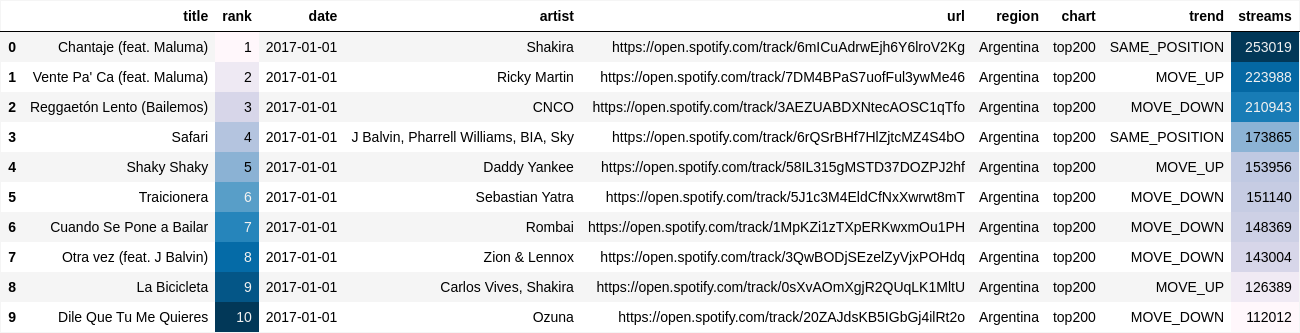 title rank date artist url region chart trend streams
0 Chantaje (feat. Maluma) 1 2017-01-01 Shakira https://open.spotify.com/track/6mICuAdrwEjh6Y6lroV2Kg Argentina top200 SAME_POSITION 253019
1 Vente Pa' Ca (feat. Maluma) 2 2017-01-01 Ricky Martin https://open.spotify.com/track/7DM4BPaS7uofFul3ywMe46 Argentina top200 MOVE_UP 223988
2 Reggaetón Lento (Bailemos) 3 2017-01-01 CNCO https://open.spotify.com/track/3AEZUABDXNtecAOSC1qTfo Argentina top200 MOVE_DOWN 210943
3 Safari 4 2017-01-01 J Balvin, Pharrell Williams, BIA, Sky https://open.spotify.com/track/6rQSrBHf7HlZjtcMZ4S4bO Argentina top200 SAME_POSITION 173865
4 Shaky Shaky 5 2017-01-01 Daddy Yankee https://open.spotify.com/track/58IL315gMSTD37DOZPJ2hf Argentina top200 MOVE_UP 153956
5 Traicionera 6 2017-01-01 Sebastian Yatra https://open.spotify.com/track/5J1c3M4EldCfNxXwrwt8mT Argentina top200 MOVE_DOWN 151140
6 Cuando Se Pone a Bailar 7 2017-01-01 Rombai https://open.spotify.com/track/1MpKZi1zTXpERKwxmOu1PH Argentina top200 MOVE_DOWN 148369
7 Otra vez (feat. J Balvin) 8 2017-01-01 Zion & Lennox https://open.spotify.com/track/3QwBODjSEzelZyVjxPOHdq Argentina top200 MOVE_DOWN 143004
8 La Bicicleta 9 2017-01-01 Carlos Vives, Shakira https://open.spotify.com/track/0sXvAOmXgjR2QUqLK1MltU Argentina top200 MOVE_UP 126389
9 Dile Que Tu Me Quieres 10 2017-01-01 Ozuna https://open.spotify.com/track/20ZAJdsKB5IGbGj4ilRt2o Argentina top200 MOVE_DOWN 112012